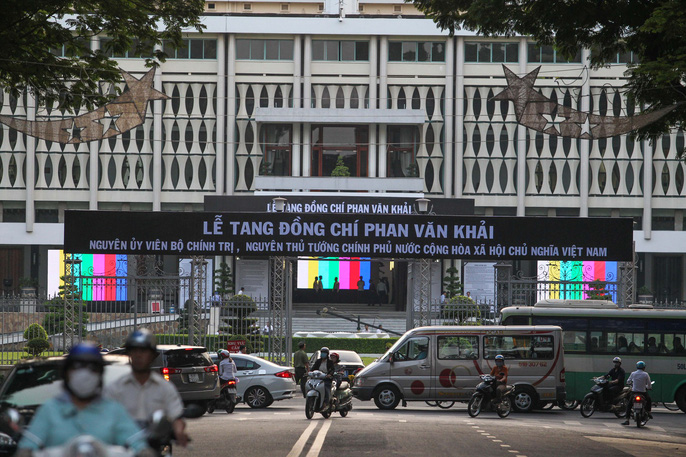 LỄ TANG ĐỒNG CHÍ PHAN VĂN KHẢI
LỄ TANG ĐỒNG CHÍ PHAN VĂN KHẢI
NGUYÊN ỦY VIÊN BỘ CHÍNH TRỊ , NGUYÊN THỦ TƯỚNG CHÍNH PHỦ NƯỚC CỘNG HÒA XÃ HỘI CHỦ NGHĨA VIỆT NAM